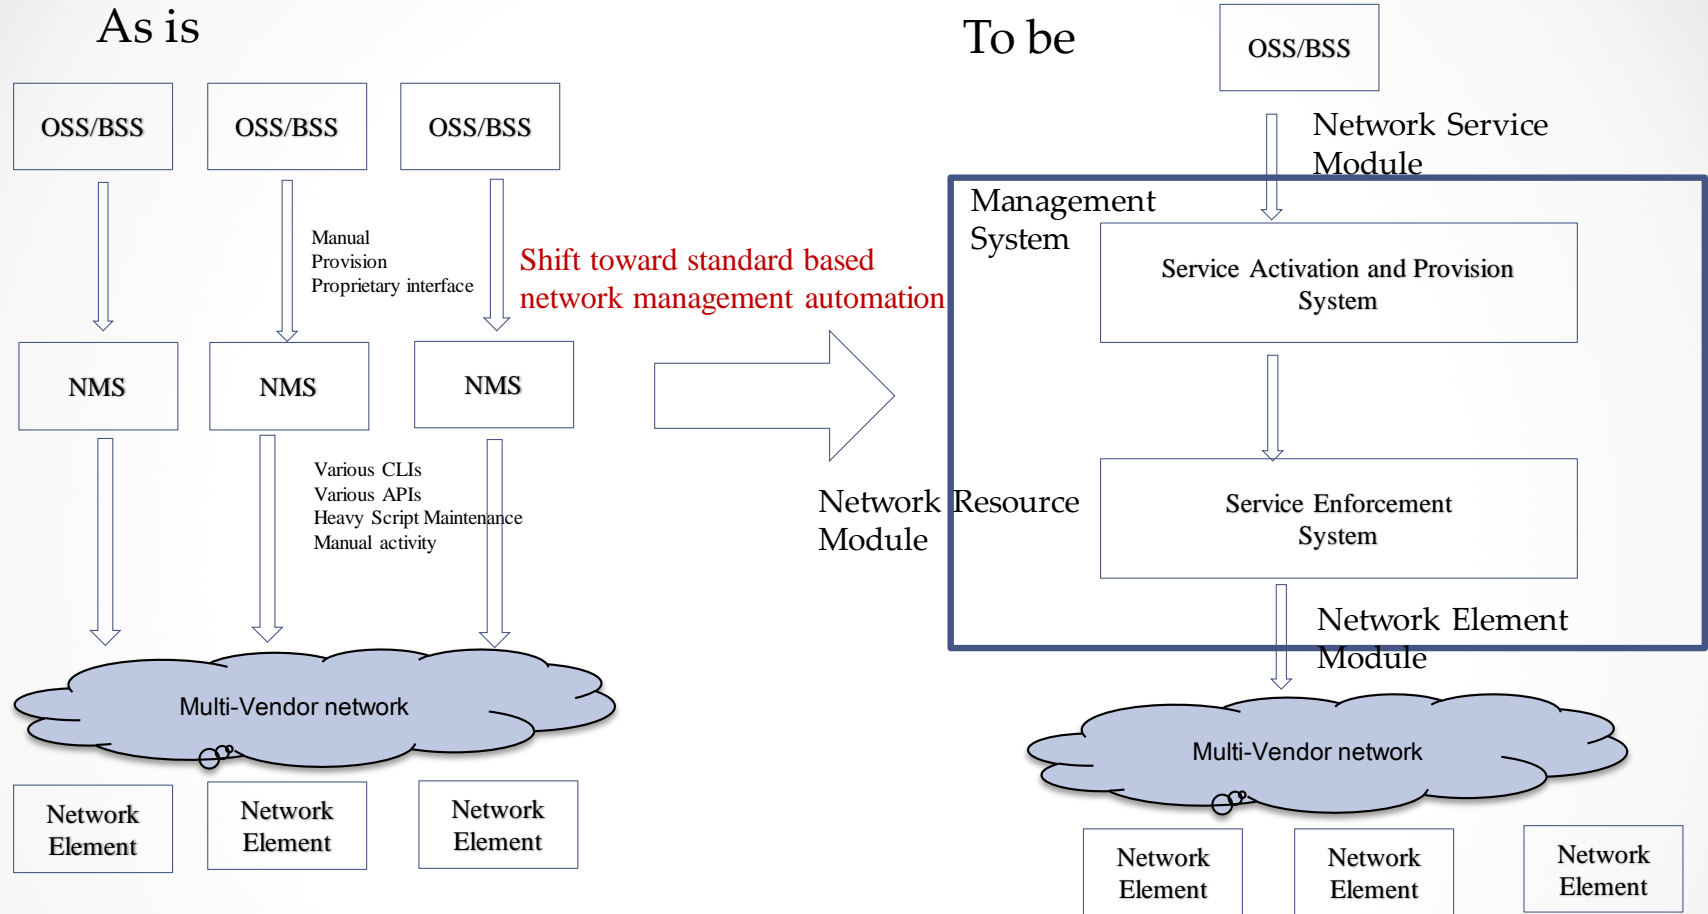 As is
OSS/BSS
OSS/BSS
OSS/BSS
Manual
Provision
Proprietary interface
NMS
NMS
NMS
Various CLIs
Various APIs
Heavy Script Maintenance
Manual activity
Multi-Vendor network
Network
Element
Network
Element
Network
Element
Shift toward standard based
network management automation
To be
OSS/BSS
Network Service
Module
Management
System
Service Activation and Provision
System
Network Resource
Module
Service Enforcement
System
Network Element
Module
Multi-Vendor network
Network
Element
Network
Element
Network
Element